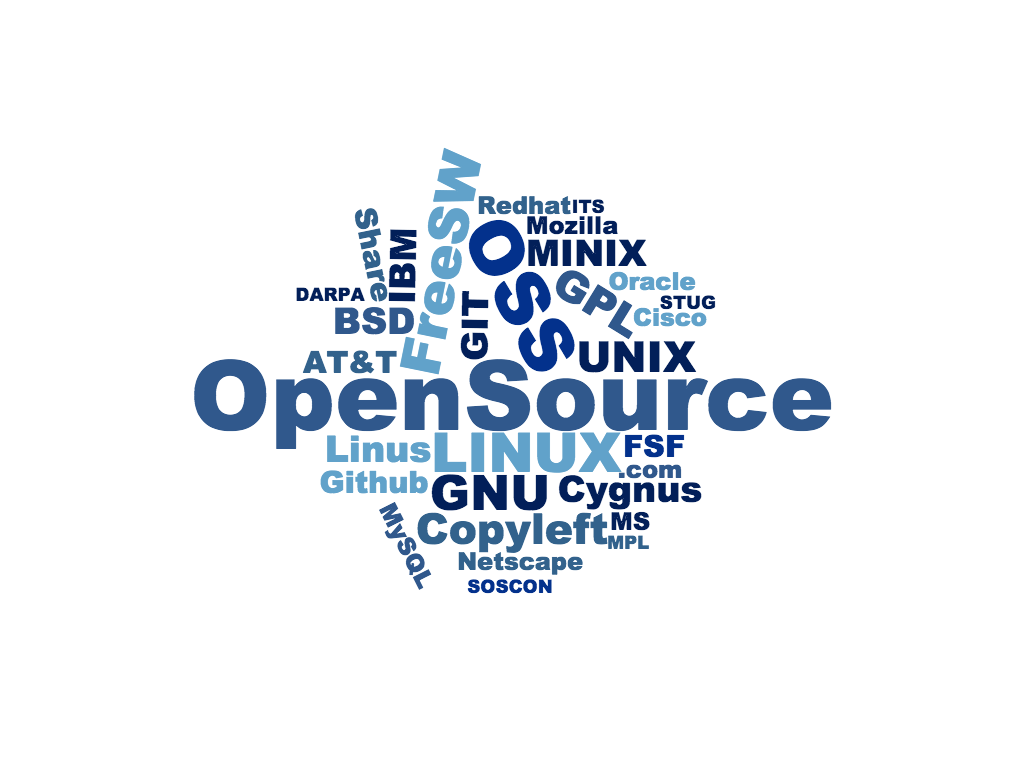 FreeSW
Redhat
ITS
Share
IBM
OSS
Mozilla
MINIX
GPL
Oracle
DARPA
GIT
STUG
BSD
Cisco
AT&T
UNIX
OpenSource
Linus
LINUX
FSF
.com
Github
GNU
Cygnus
MySQL
Copyleft
MS
MPL
Netscape
SOSCON